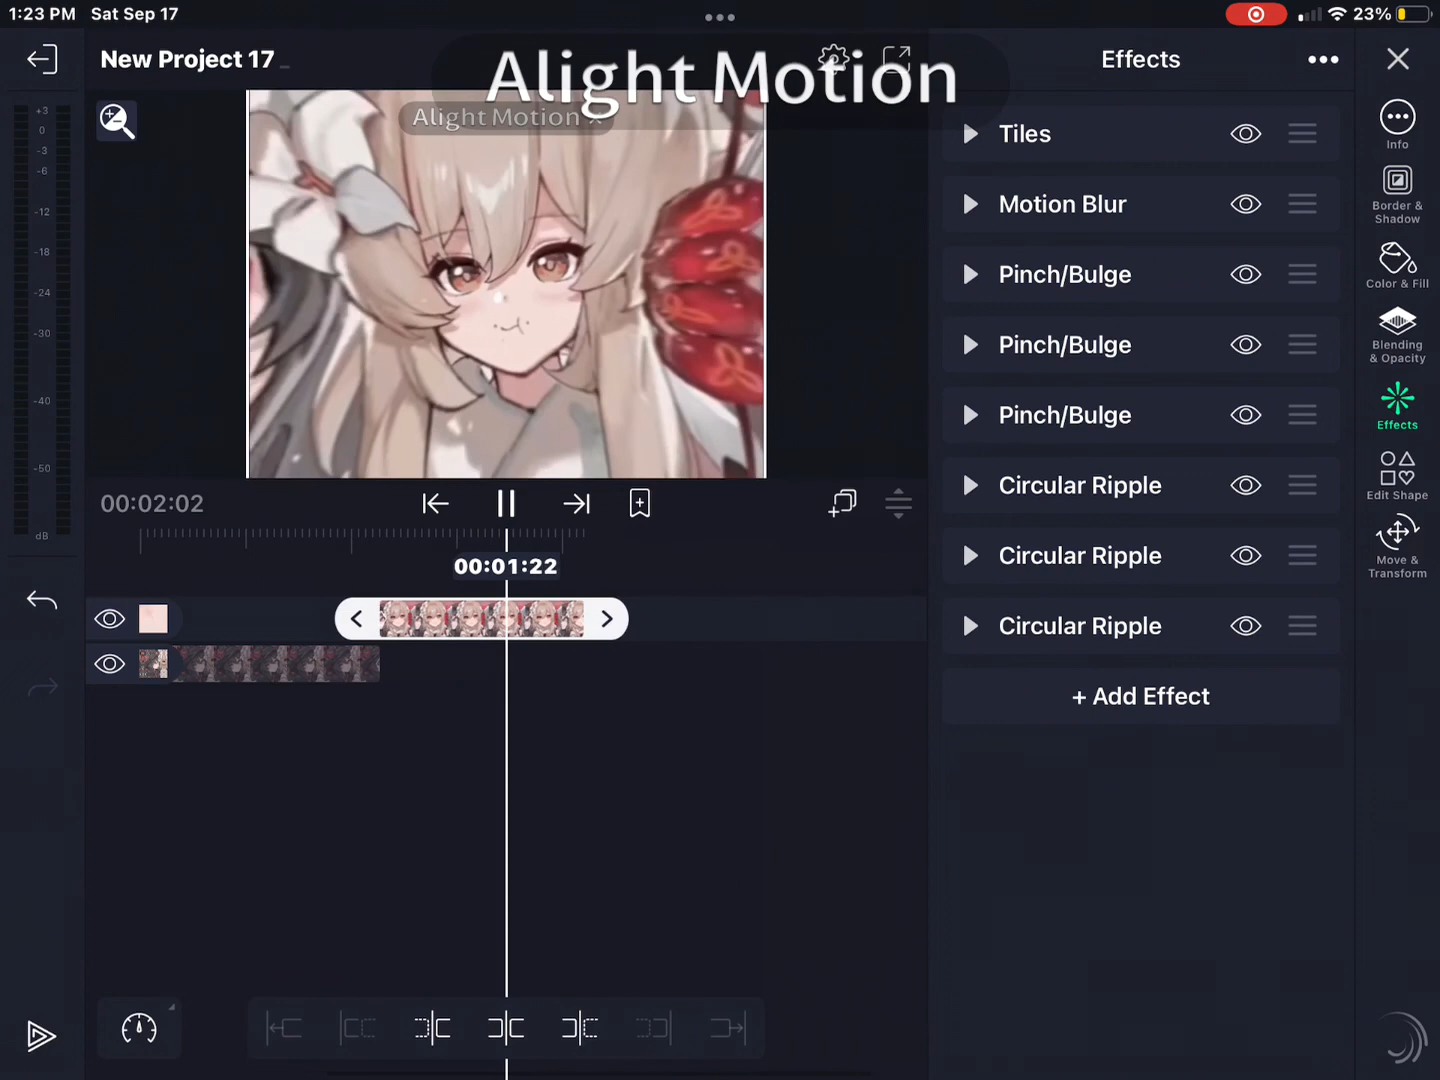 1:23 PM Sat Sep 17
23%
New Project 17
Effects
Alight Motion
Alight Motion ×
+3
0
-3
-6
-12
-18
-24
-30
-40
-50
dB
Tiles
Motion Blur
Pinch/Bulge
Pinch/Bulge
Pinch/Bulge
Circular Ripple
Circular Ripple
Circular Ripple
+ Add Effect
Info
Border &
Shadow
Color & Fill
Blending
& Opacity
Effects
Edit Shape
Move &
Transform
00:02:02
00:01:22